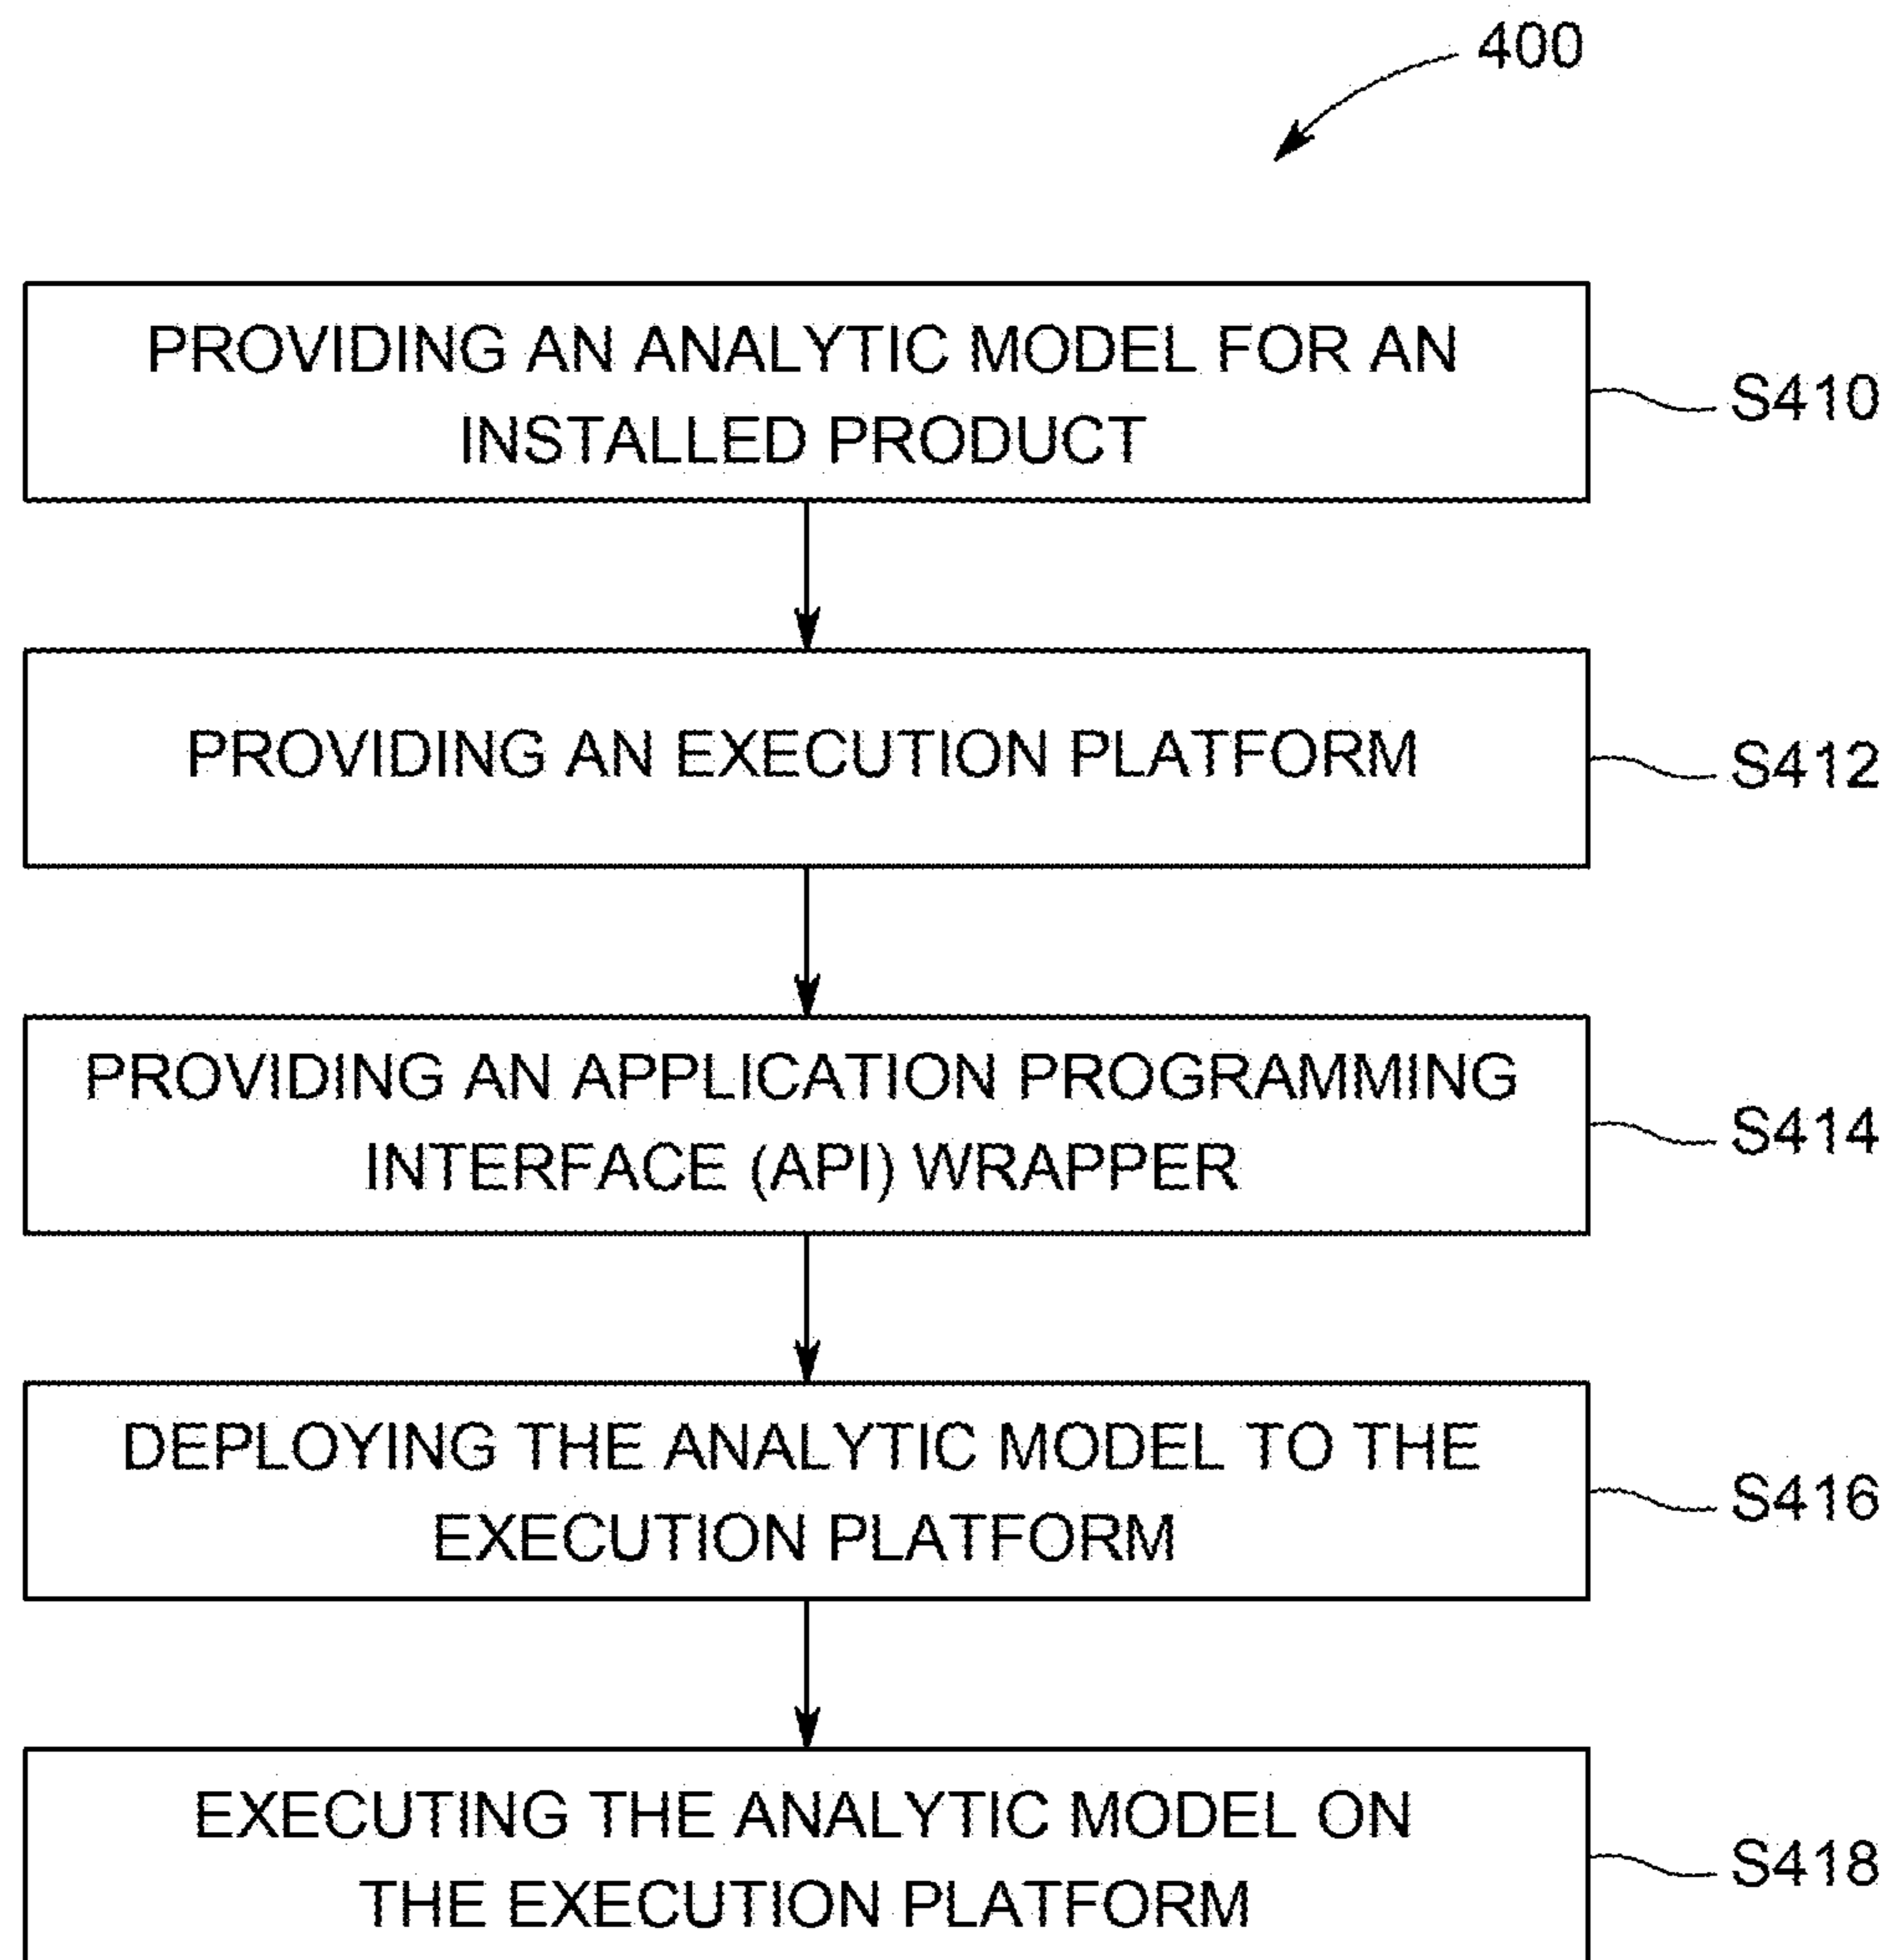 400
PROVIDING AN ANALYTIC MODEL FOR AN
INSTALLED PRODUCT
S410
PROVIDING AN EXECUTION PLATFORM
S412
PROVIDING AN APPLICATION PROGRAMMING
INTERFACE (API) WRAPPER
S414
DEPLOYING THE ANALYTIC MODEL TO THE
EXECUTION PLATFORM
S416
EXECUTING THE ANALYTIC MODEL ON
THE EXECUTION PLATFORM
S418